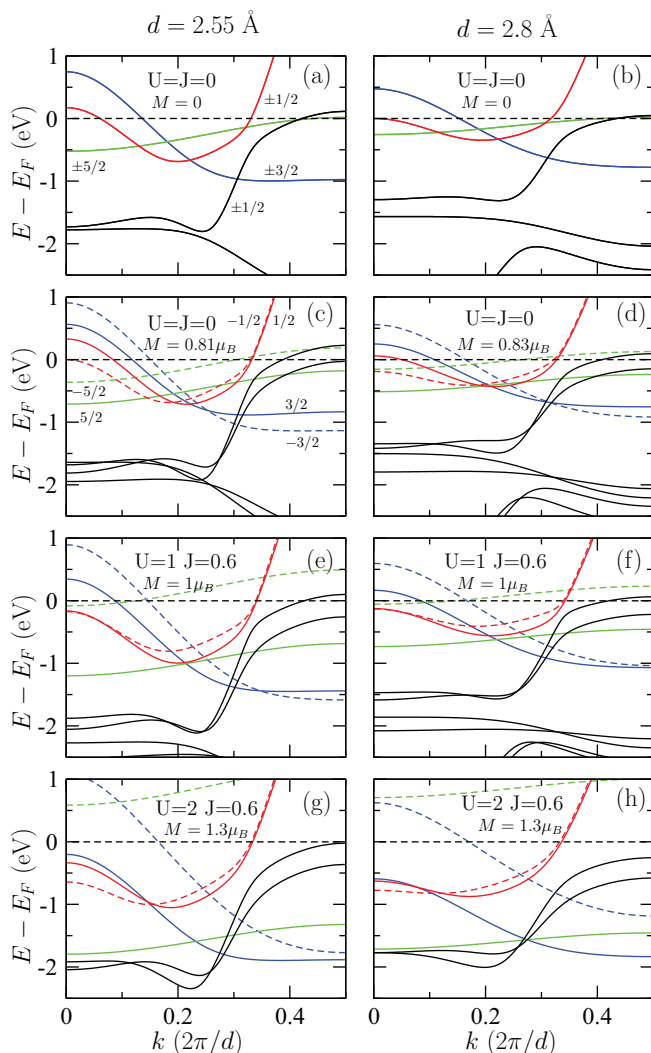 d = 2.55 Å
d = 2.8 Å
(a)
U=J=0
M = 0
±1/2
±5/2
±3/2
±1/2
1
0
-1
-2
E − E_F (eV)
(b)
U=J=0
M = 0
(c)
U=J=0
−1/2
1/2
M = 0.81μ_B
−5/2
5/2
3/2
−3/2
1
0
-1
-2
E − E_F (eV)
(d)
U=J=0
M = 0.83μ_B
(e)
U=1 J=0.6
M = 1μ_B
1
0
-1
-2
E − E_F (eV)
(f)
U=1 J=0.6
M = 1μ_B
(g)
U=2 J=0.6
M = 1.3μ_B
1
0
-1
-2
E − E_F (eV)
(h)
U=2 J=0.6
M = 1.3μ_B
0 0.2 0.4
k (2π/d)
0 0.2 0.4
k (2π/d)